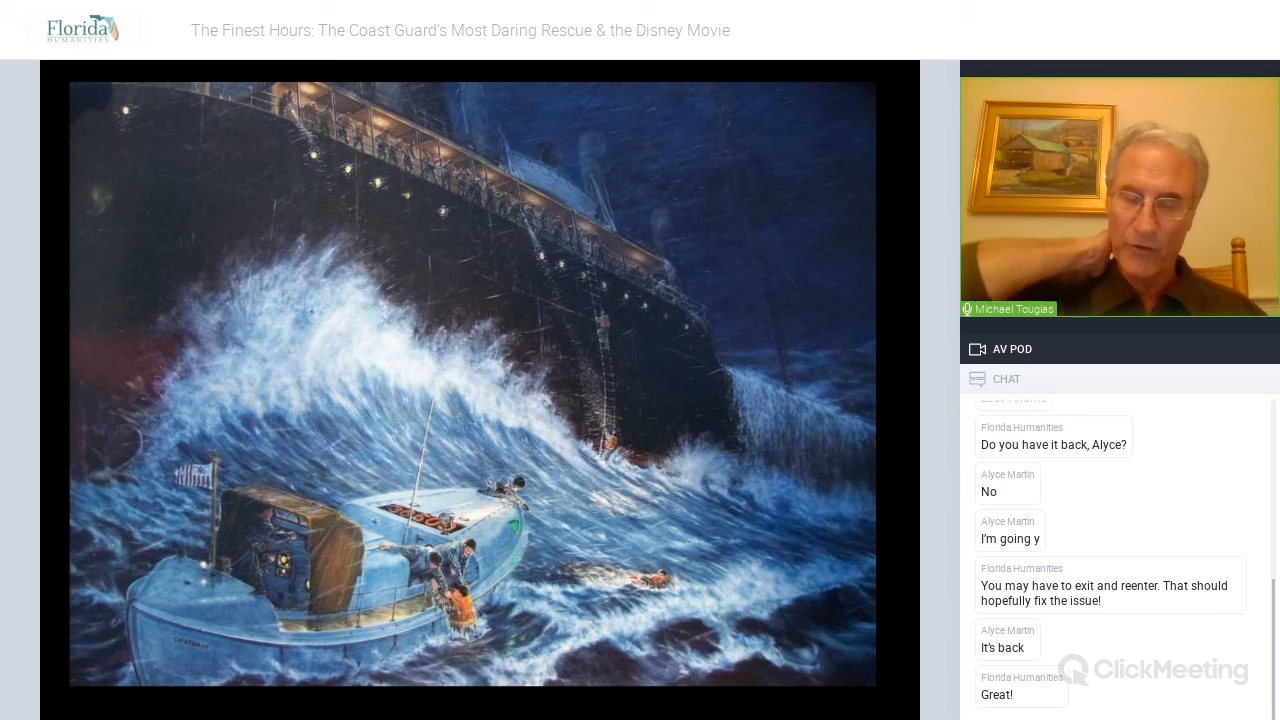 Florida
HUMANITIES
The Finest Hours: The Coast Guard's Most Daring Rescue & the Disney Movie
CHATHAM
Michael Tougias
AV POD
CHAT
Florida Humanities
Do you have it back, Alyce?
Alyce Martin
No
Alyce Martin
I'm going y
Florida Humanities
You may have to exit and reenter. That should
hopefully fix the issue!
Alyce Martin
It's back
Florida Humanities
Great!
ClickMeeting